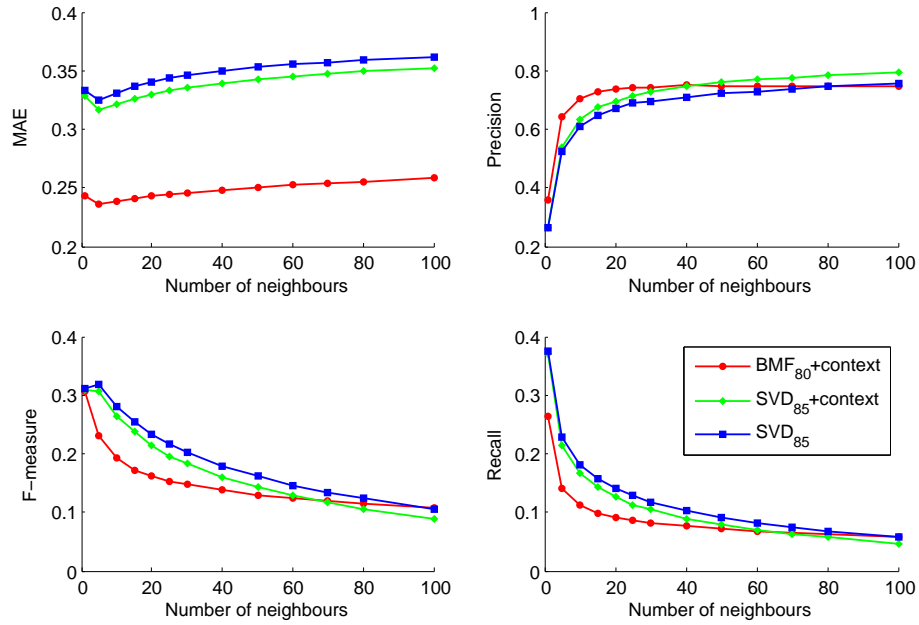 0.4
0.35
0.3
0.25
0.2
MAE
0 20 40 60 80 100
Number of neighbours
1
0.8
0.6
0.4
0.2
Precision
0 20 40 60 80 100
Number of neighbours
0.4
0.3
0.2
0.1
0
F−measure
0 20 40 60 80 100
Number of neighbours
0.4
0.3
0.2
0.1
0
Recall
0 20 40 60 80 100
Number of neighbours
BMF80+context
SVD85+context
SVD85